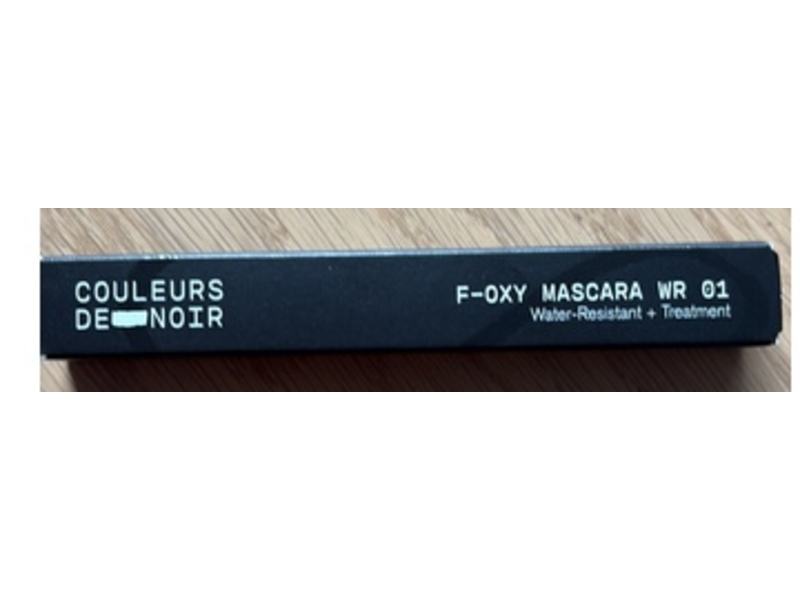 COULEURS
DE NOIR
F-OXY MASCARA WR 01
Water-Resistant + Treatment